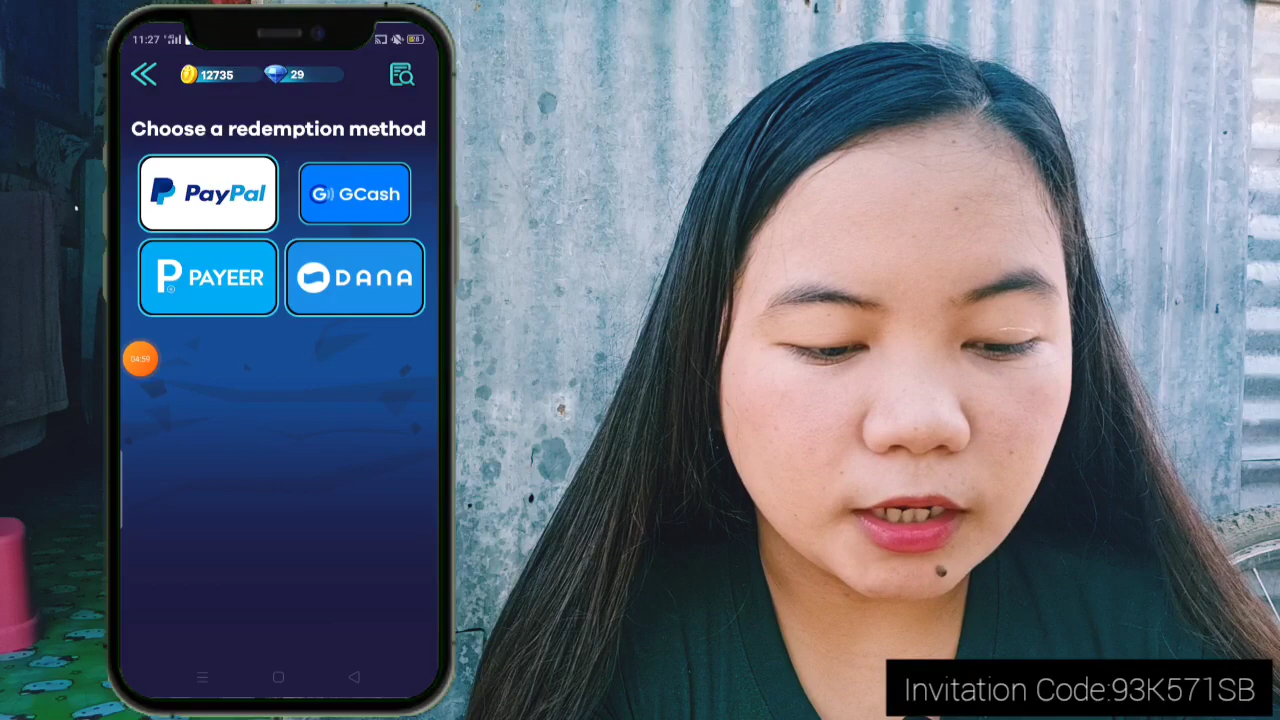 11:27
12735
29
Choose a redemption method
PayPal
GCash
PAYEER
DANA
04:59
Invitation Code:93K571SB